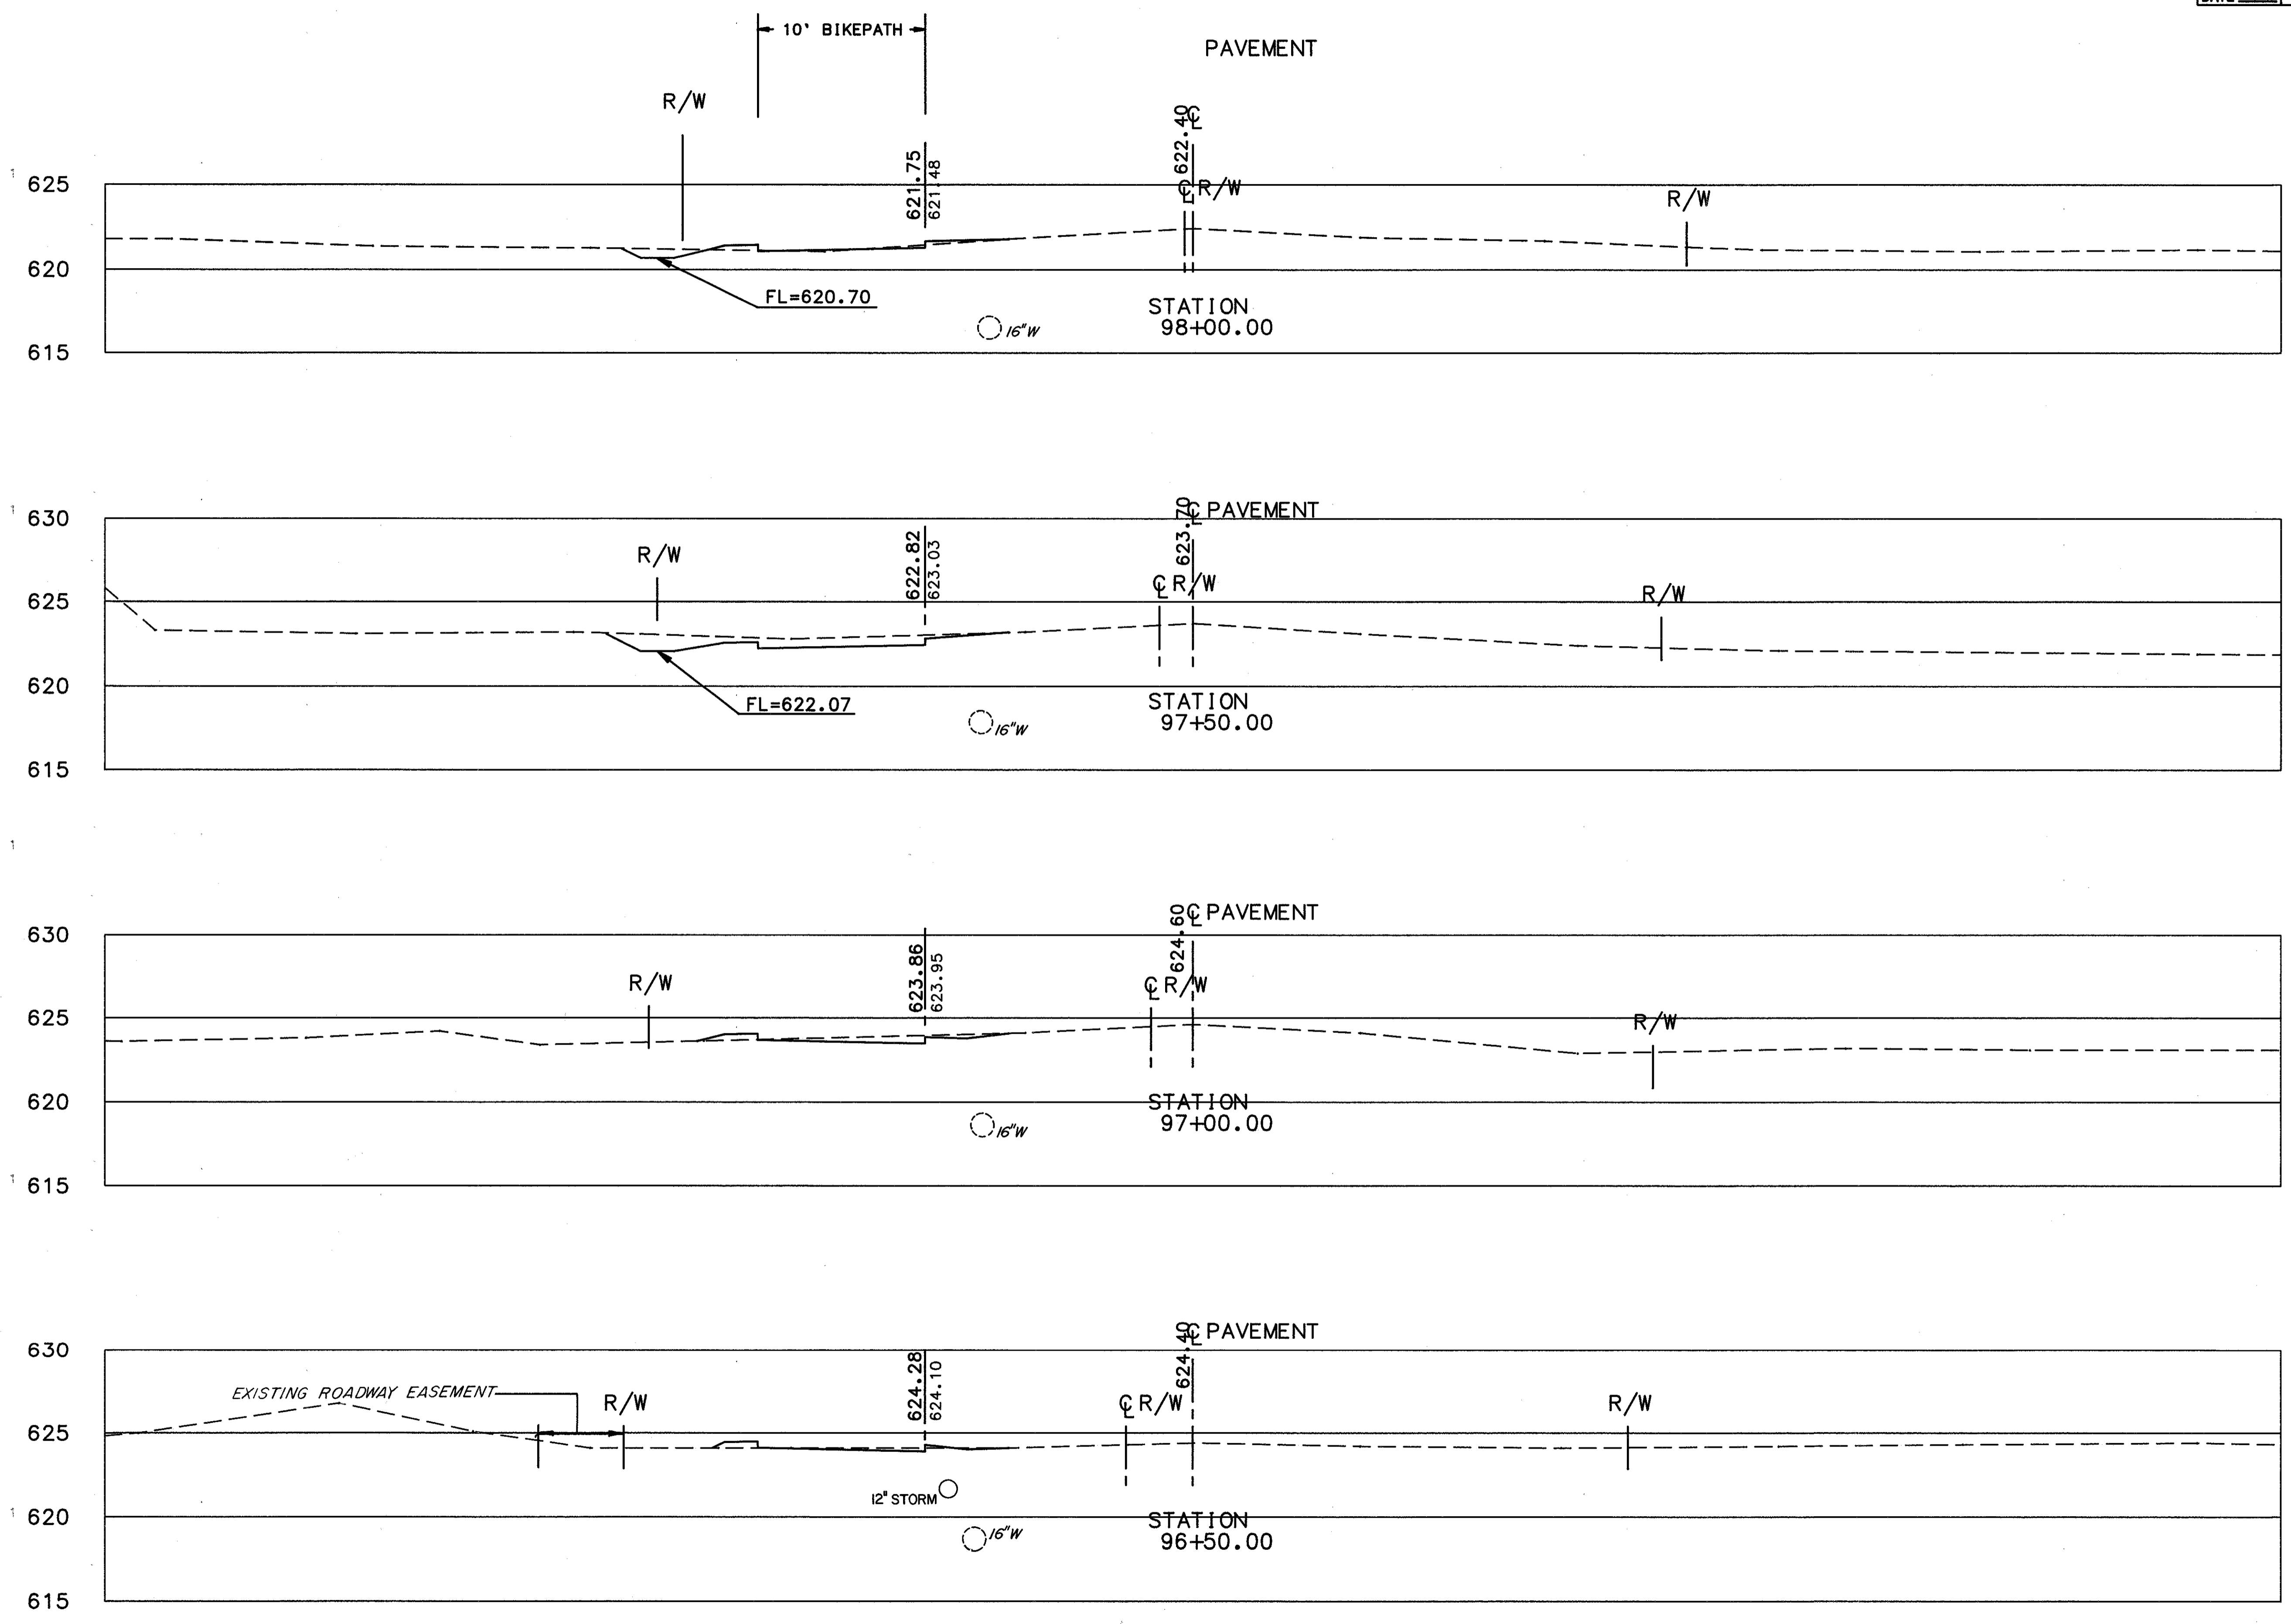 DATE
10' BIKEPATH
PAVEMENT
R/W
621.75
621.48
622.40
℄
℄ R/W
R/W
625
620
615
FL=620.70
16"W
STATION
98+00.00
630
625
620
615
R/W
622.82
623.03
623.70
℄ PAVEMENT
℄ R/W
R/W
FL=622.07
16"W
STATION
97+50.00
630
625
620
615
R/W
623.86
623.95
624.60
℄ PAVEMENT
℄ R/W
R/W
16"W
STATION
97+00.00
630
625
620
615
EXISTING ROADWAY EASEMENT
R/W
624.28
624.10
624.40
℄ PAVEMENT
℄ R/W
R/W
12" STORM
16"W
STATION
96+50.00